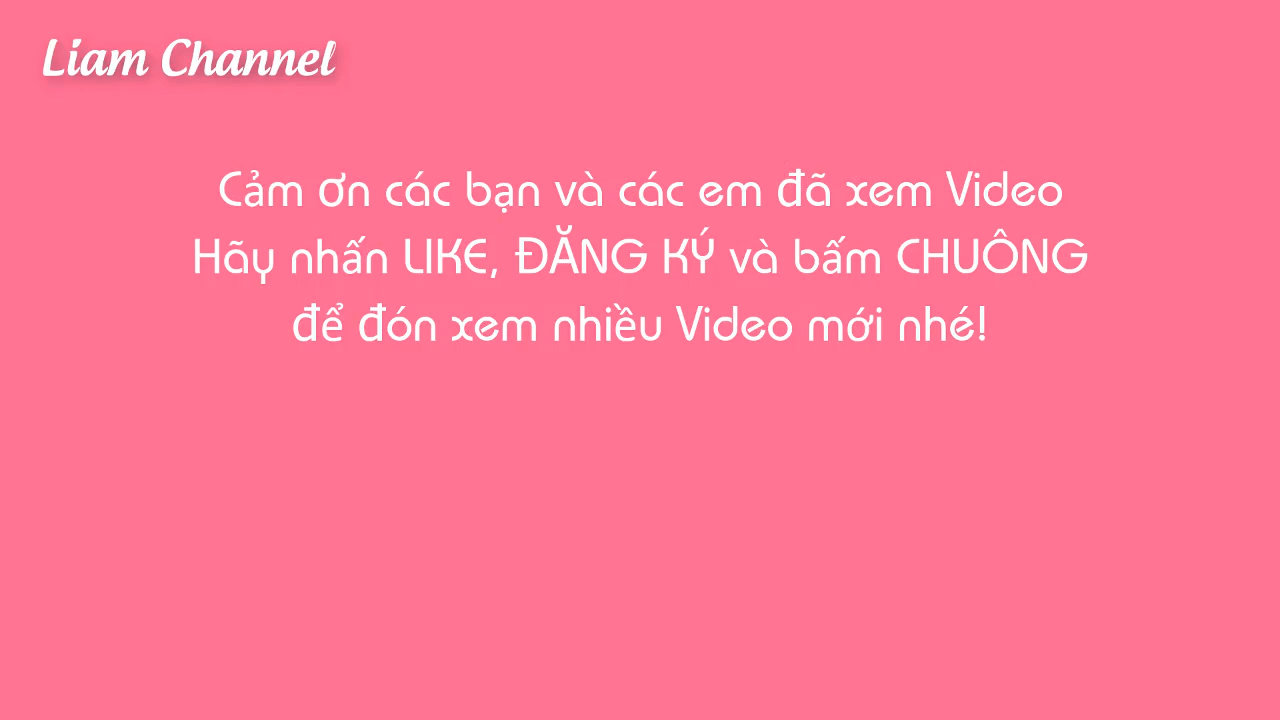 Liam Channel
Cảm ơn các bạn và các em đã xem Video
Hãy nhấn LIKE, ĐĂNG KÝ và bấm CHUÔNG
để đón xem nhiều Video mới nhé!